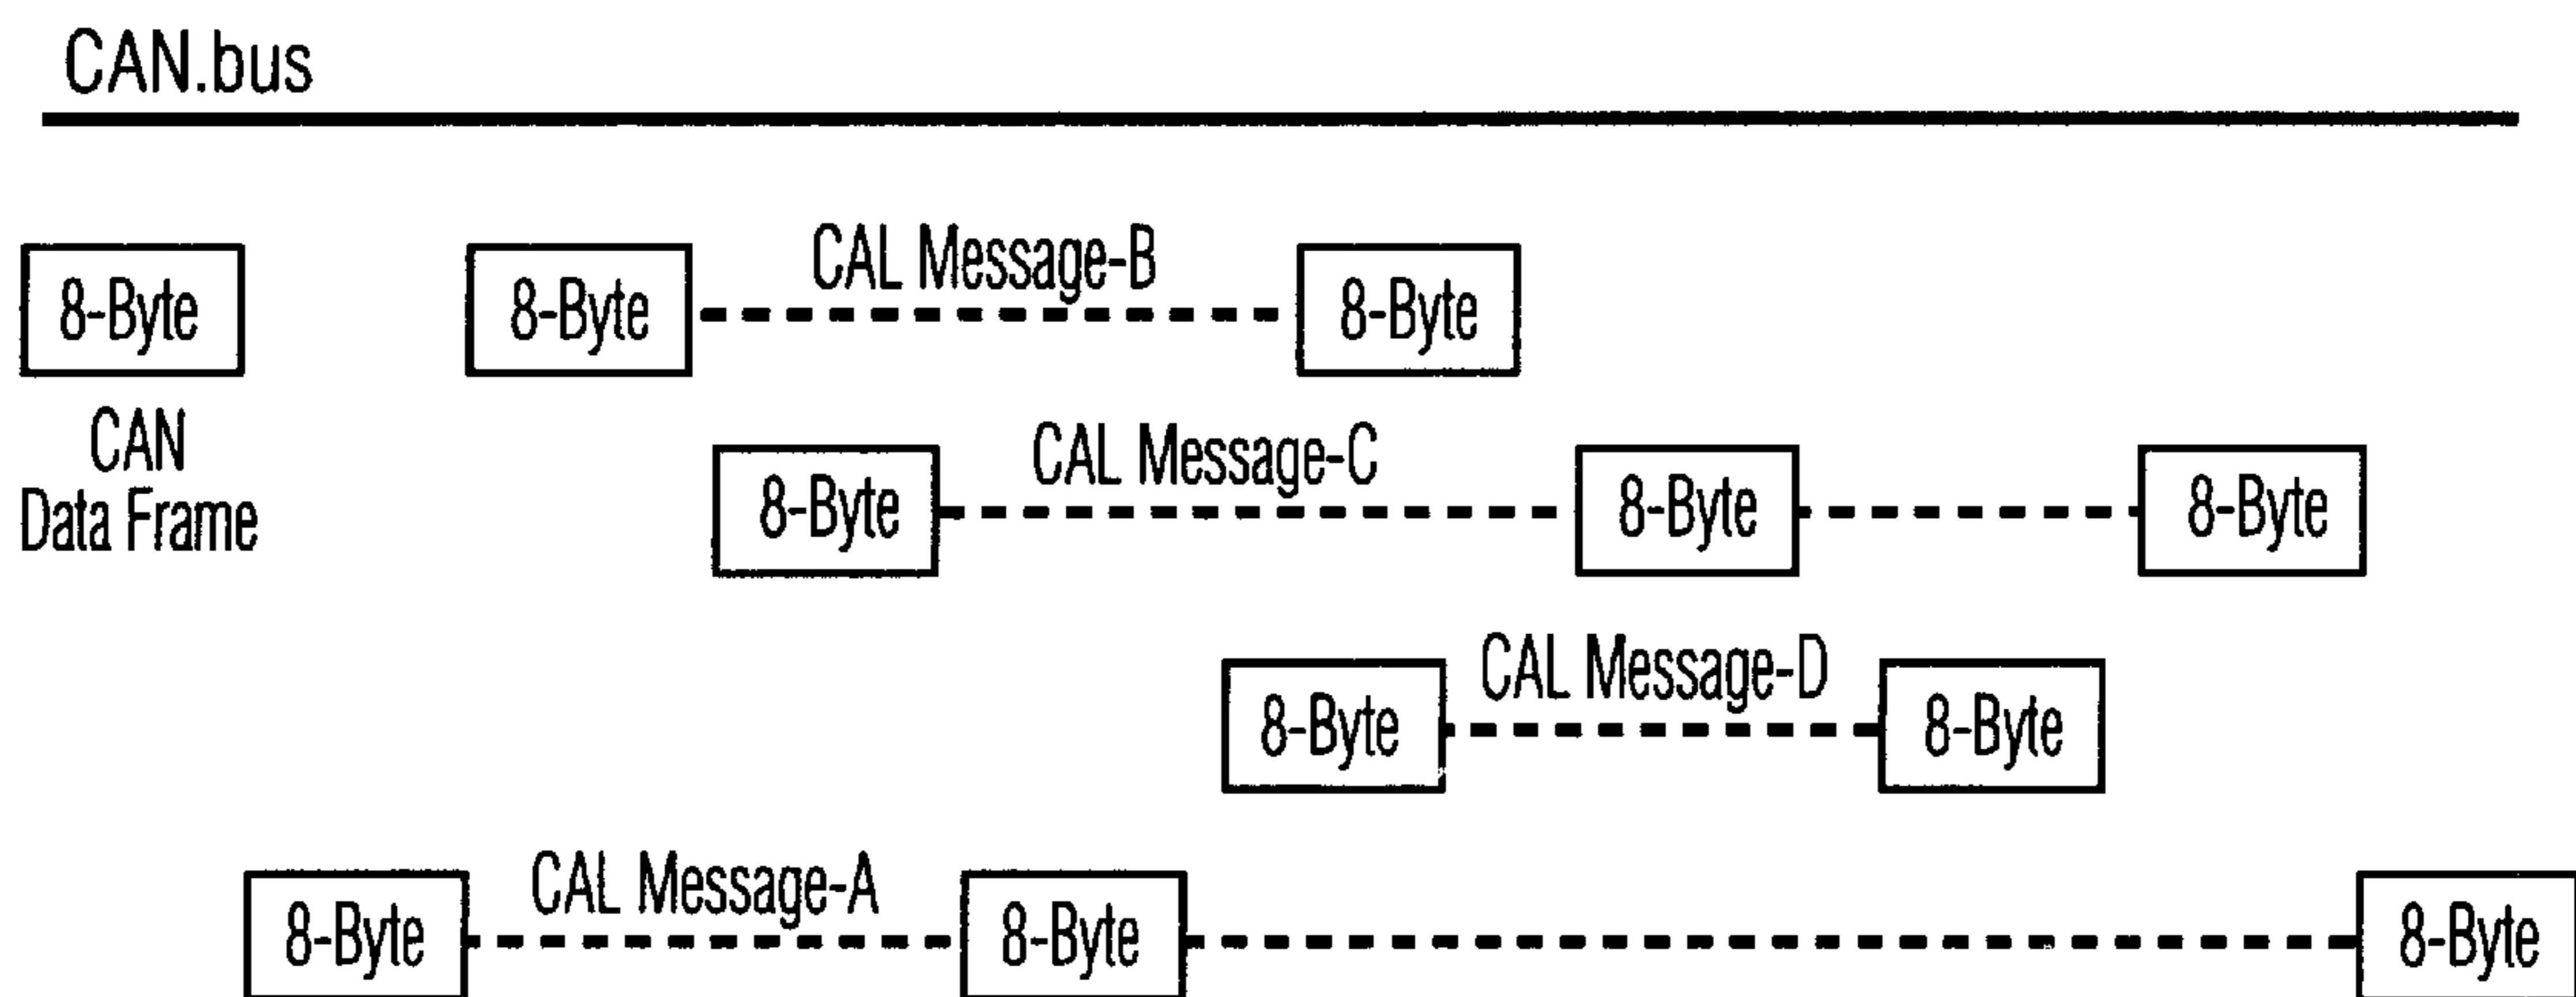 CAN.bus
8-Byte
8-Byte
CAL Message-B
8-Byte
CAN
Data Frame
8-Byte
CAL Message-C
8-Byte
8-Byte
8-Byte
CAL Message-D
8-Byte
8-Byte
CAL Message-A
8-Byte
8-Byte